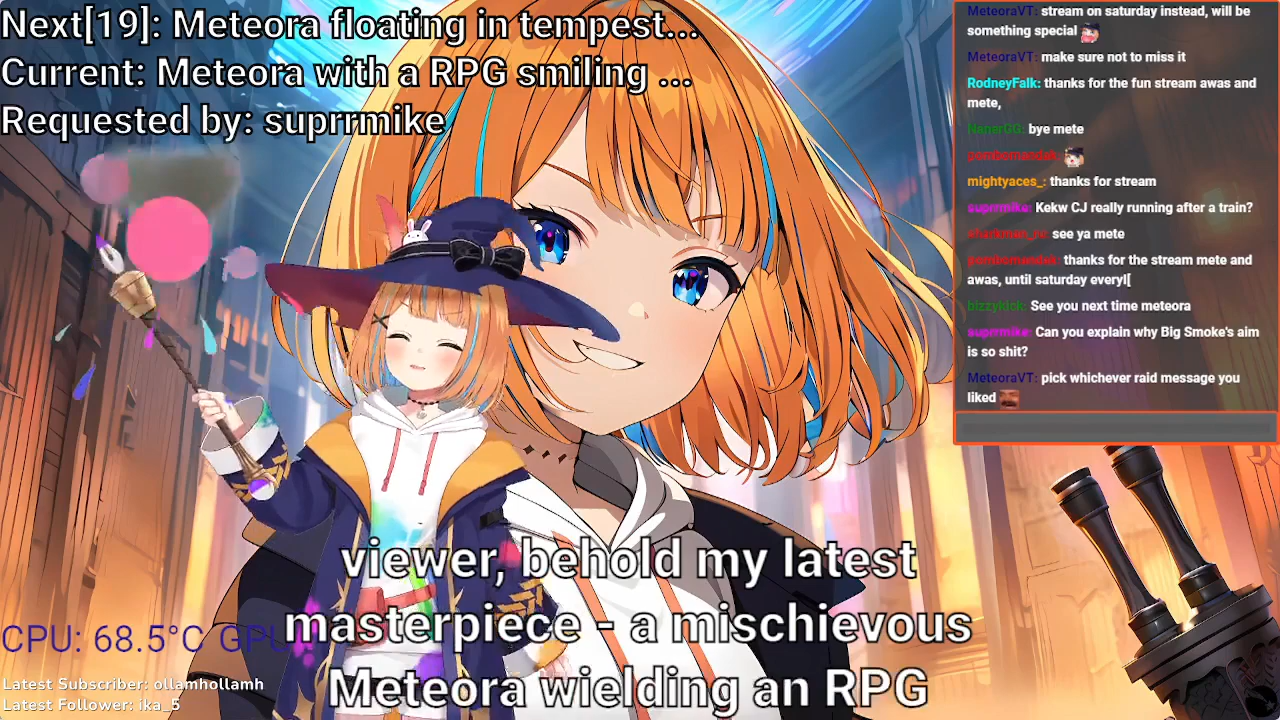 Next[19]: Meteora floating in tempest...
Current: Meteora with a RPG smiling ...
Requested by: suprrmike
MeteoraVT: stream on saturday instead, will be
something special
MeteoraVT: make sure not to miss it
RodneyFalk: thanks for the fun stream awas and
mete,
bye mete
pombomandek:
mightyaces_: thanks for stream
suprrmike: Kekw CJ really running after a train?
see ya mete
pombomandek: thanks for the stream mete and
awas, until saturday everyl[
bizzykick: See you next time meteora
suprrmike: Can you explain why Big Smoke's aim
is so shit?
MeteoraVT: pick whichever raid message you
liked
viewer, behold my latest
masterpiece - a mischievous
Meteora wielding an RPG
CPU: 68.5°C GPU
Latest Subscriber: ollamhollamh
Latest Follower: ika_5